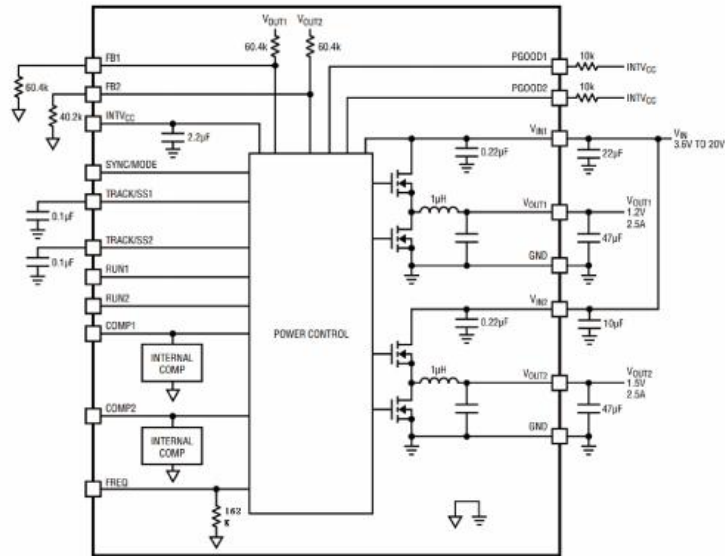 VOUT1 VOUT2
60.4k 60.4k
FB1
60.4k
FB2
40.2k
INTVCC
2.2µF
SYNC/MODE
TRACK/SS1
0.1µF
TRACK/SS2
0.1µF
RUN1
RUN2
COMP1
INTERNAL
COMP
COMP2
INTERNAL
COMP
FREQ
162
K
POWER CONTROL
PGOOD1
10k
INTVCC
PGOOD2
10k
INTVCC
VIN1
VIN
3.6V TO 20V
0.22µF
22µF
1µH
VOUT1
VOUT1
1.2V
2.5A
47µF
GND
VIN2
0.22µF
10µF
1µH
VOUT2
VOUT2
1.5V
2.5A
47µF
GND